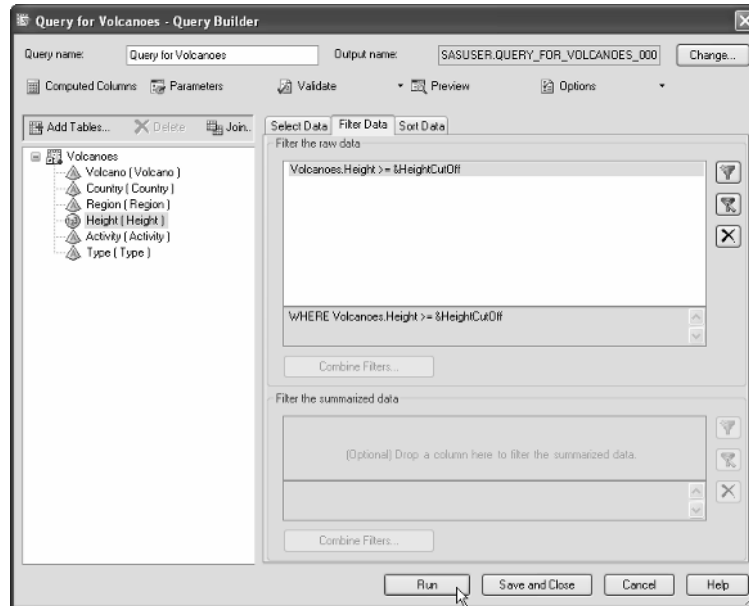 Query for Volcanoes - Query Builder
Query name: Query for Volcanoes Output name: SASUSER.QUERY_FOR_VOLCANOES_000 Change...
Computed Columns Parameters Validate Preview Options
Add Tables... Delete Join..
Select Data Filter Data Sort Data
Volcanoes
Volcano ( Volcano )
Country ( Country )
Region ( Region )
Height ( Height )
Activity ( Activity )
Type ( Type )
Filter the raw data
Volcanoes.Height >= &HeightCutOff
WHERE Volcanoes.Height >= &HeightCutOff
Combine Filters...
Filter the summarized data
(Optional) Drop a column here to filter the summarized data.
Combine Filters...
Run Save and Close Cancel Help